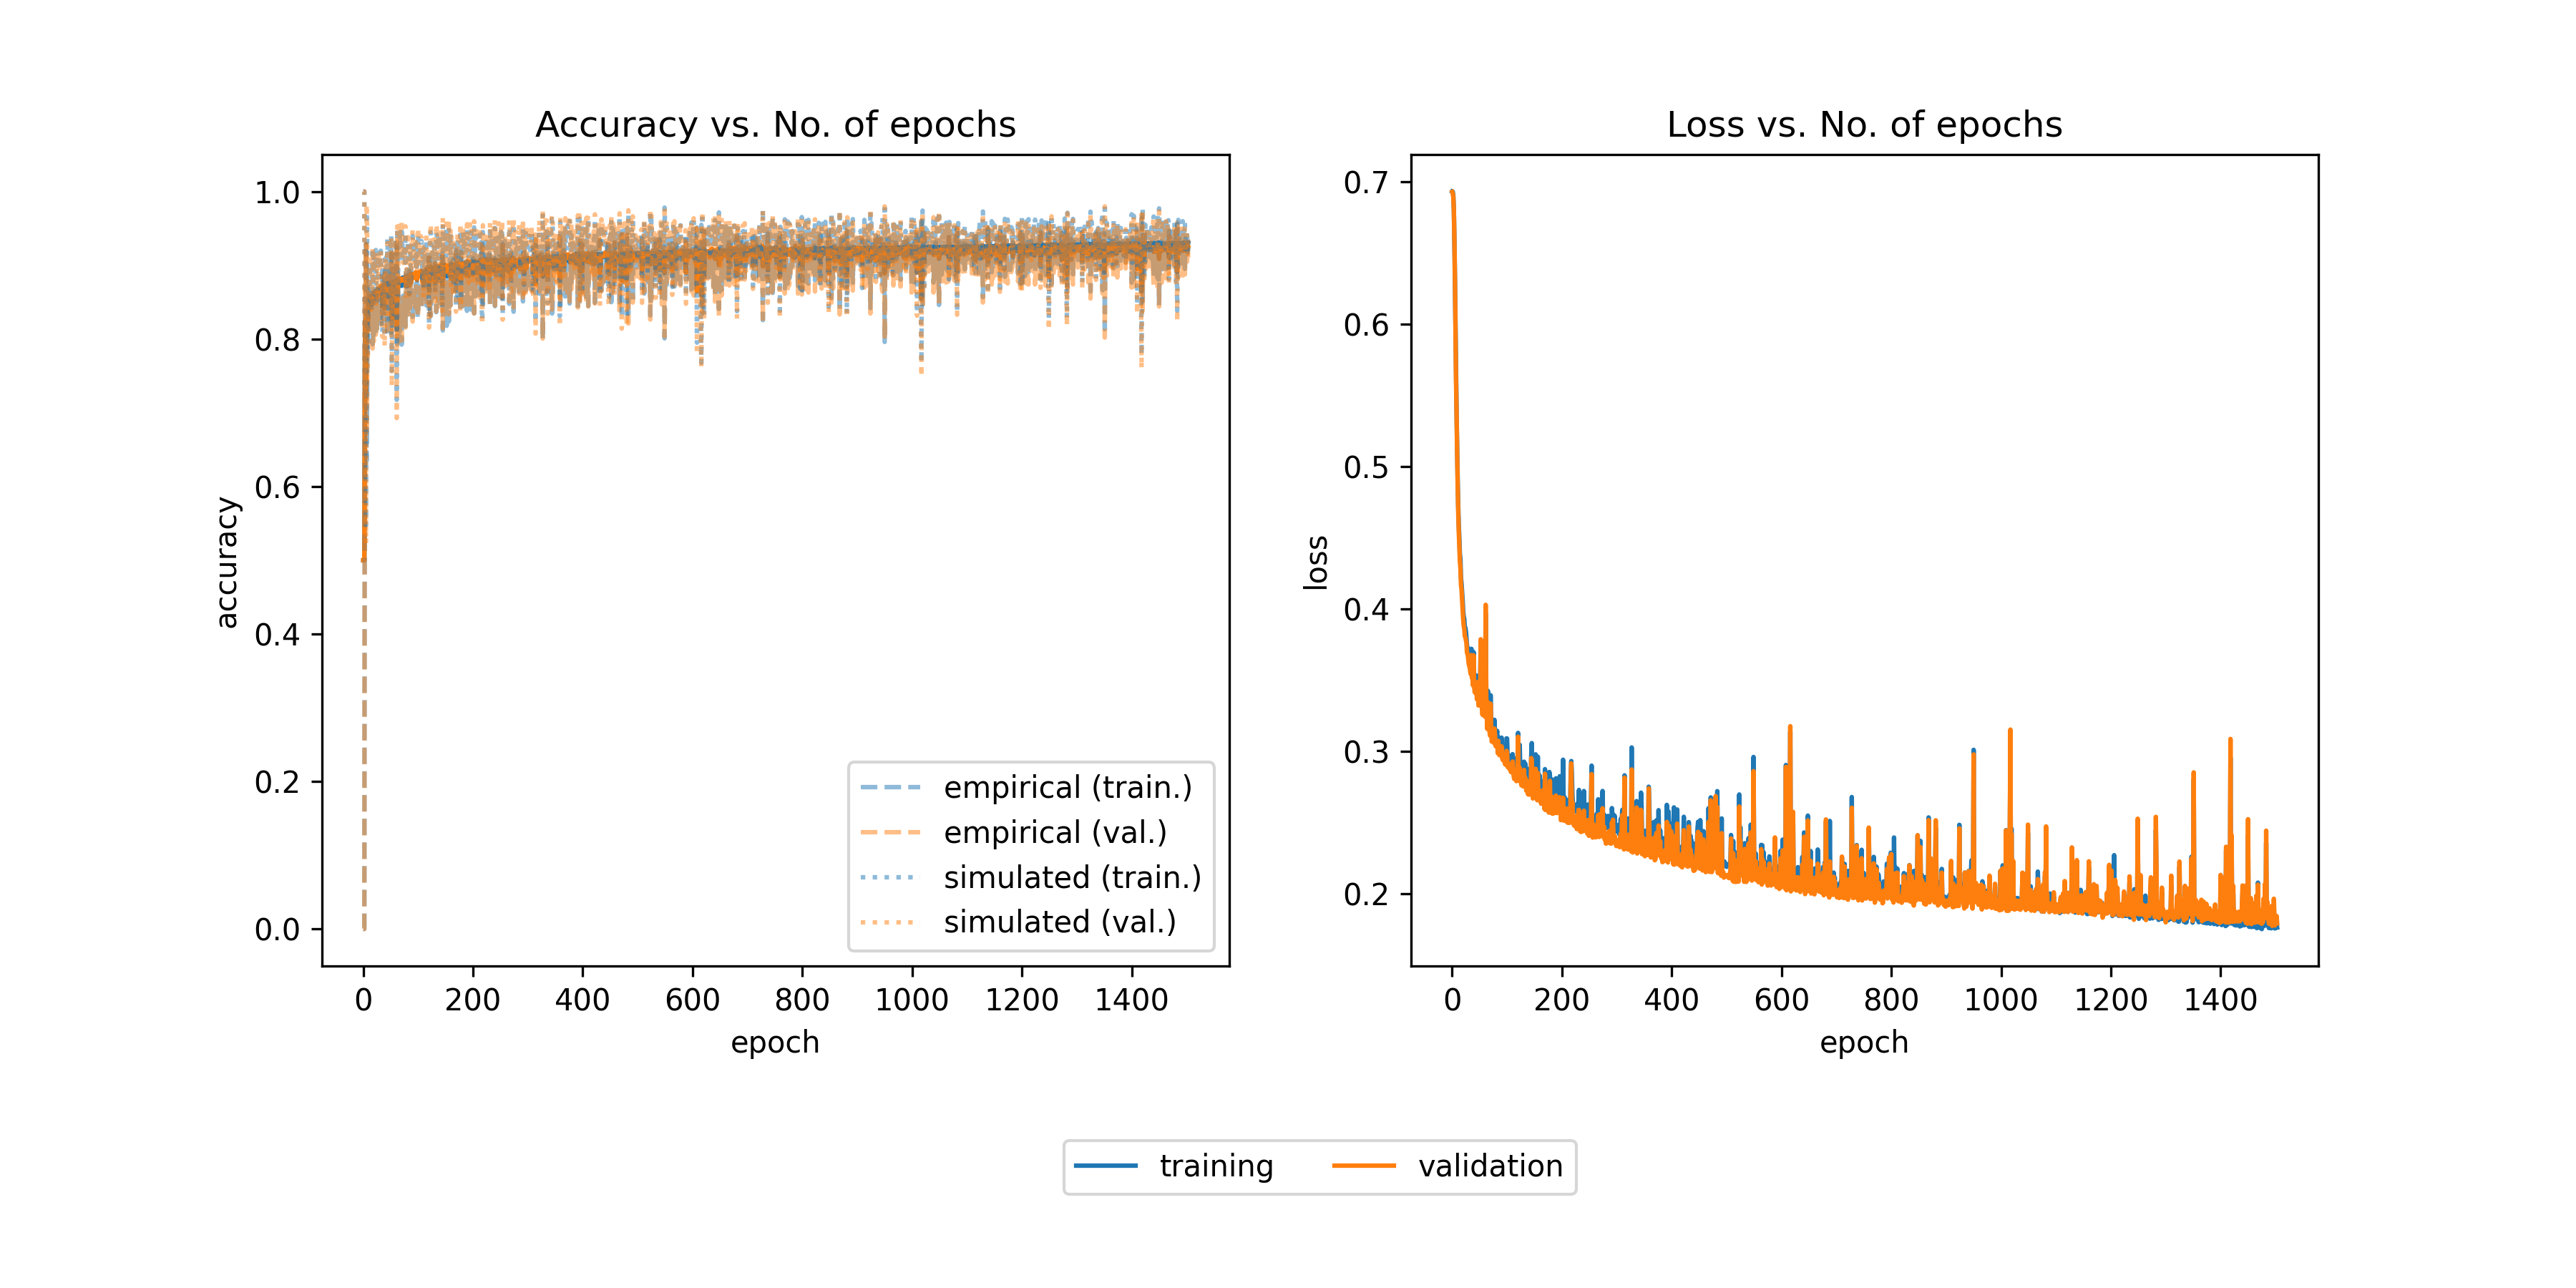 Accuracy vs. No. of epochs
1.0
0.8
0.6
0.4
0.2
0.0
accuracy
0 200 400 600 800 1000 1200 1400
epoch
empirical (train.)
empirical (val.)
simulated (train.)
simulated (val.)
Loss vs. No. of epochs
0.7
0.6
0.5
0.4
0.3
0.2
loss
0 200 400 600 800 1000 1200 1400
epoch
training validation